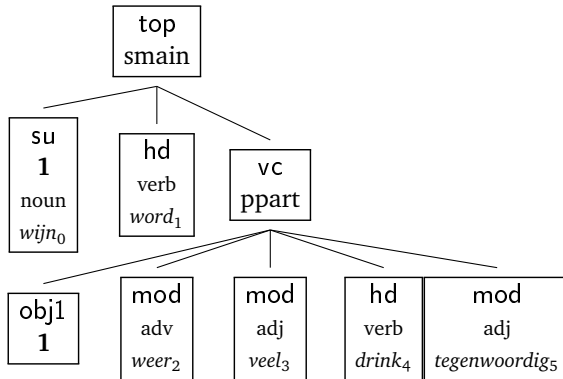 top
smain
su
1
noun
wijn₀
hd
verb
word₁
vc
ppart
obj1
1
mod
adv
weer₂
mod
adj
veel₃
hd
verb
drink₄
mod
adj
tegenwoordig₅